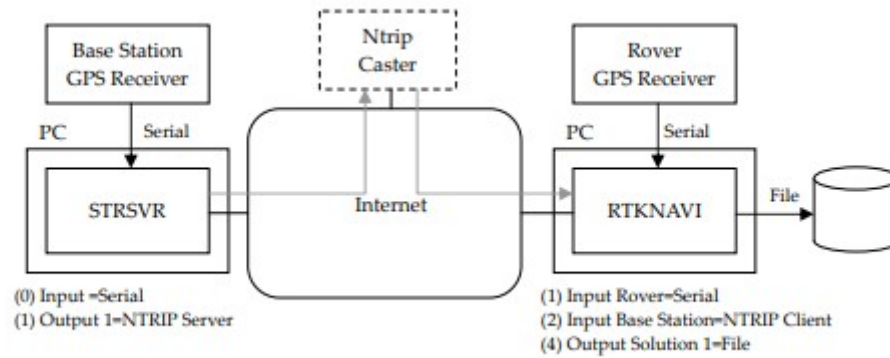 Base Station
GPS Receiver
Ntrip
Caster
Rover
GPS Receiver
PC
Serial
PC
Serial
STRSVR
Internet
RTKNAVI
File
(0) Input =Serial
(1) Output 1=NTRIP Server
(1) Input Rover=Serial
(2) Input Base Station=NTRIP Client
(4) Output Solution 1=File